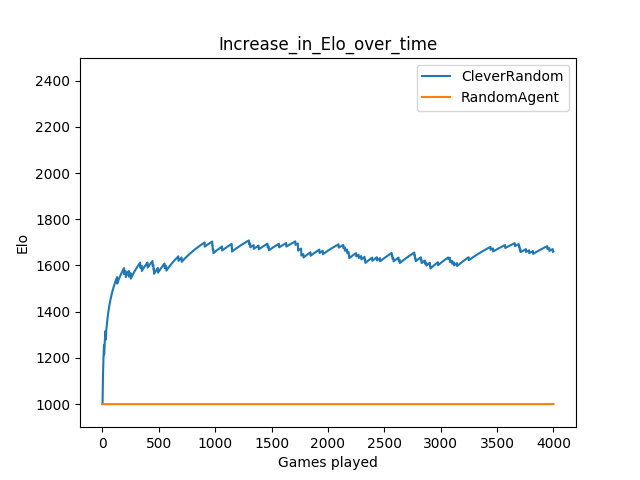 Increase_in_Elo_over_time
CleverRandom
RandomAgent
2400
2200
2000
1800
1600
1400
1200
1000
Elo
0 500 1000 1500 2000 2500 3000 3500 4000
Games played